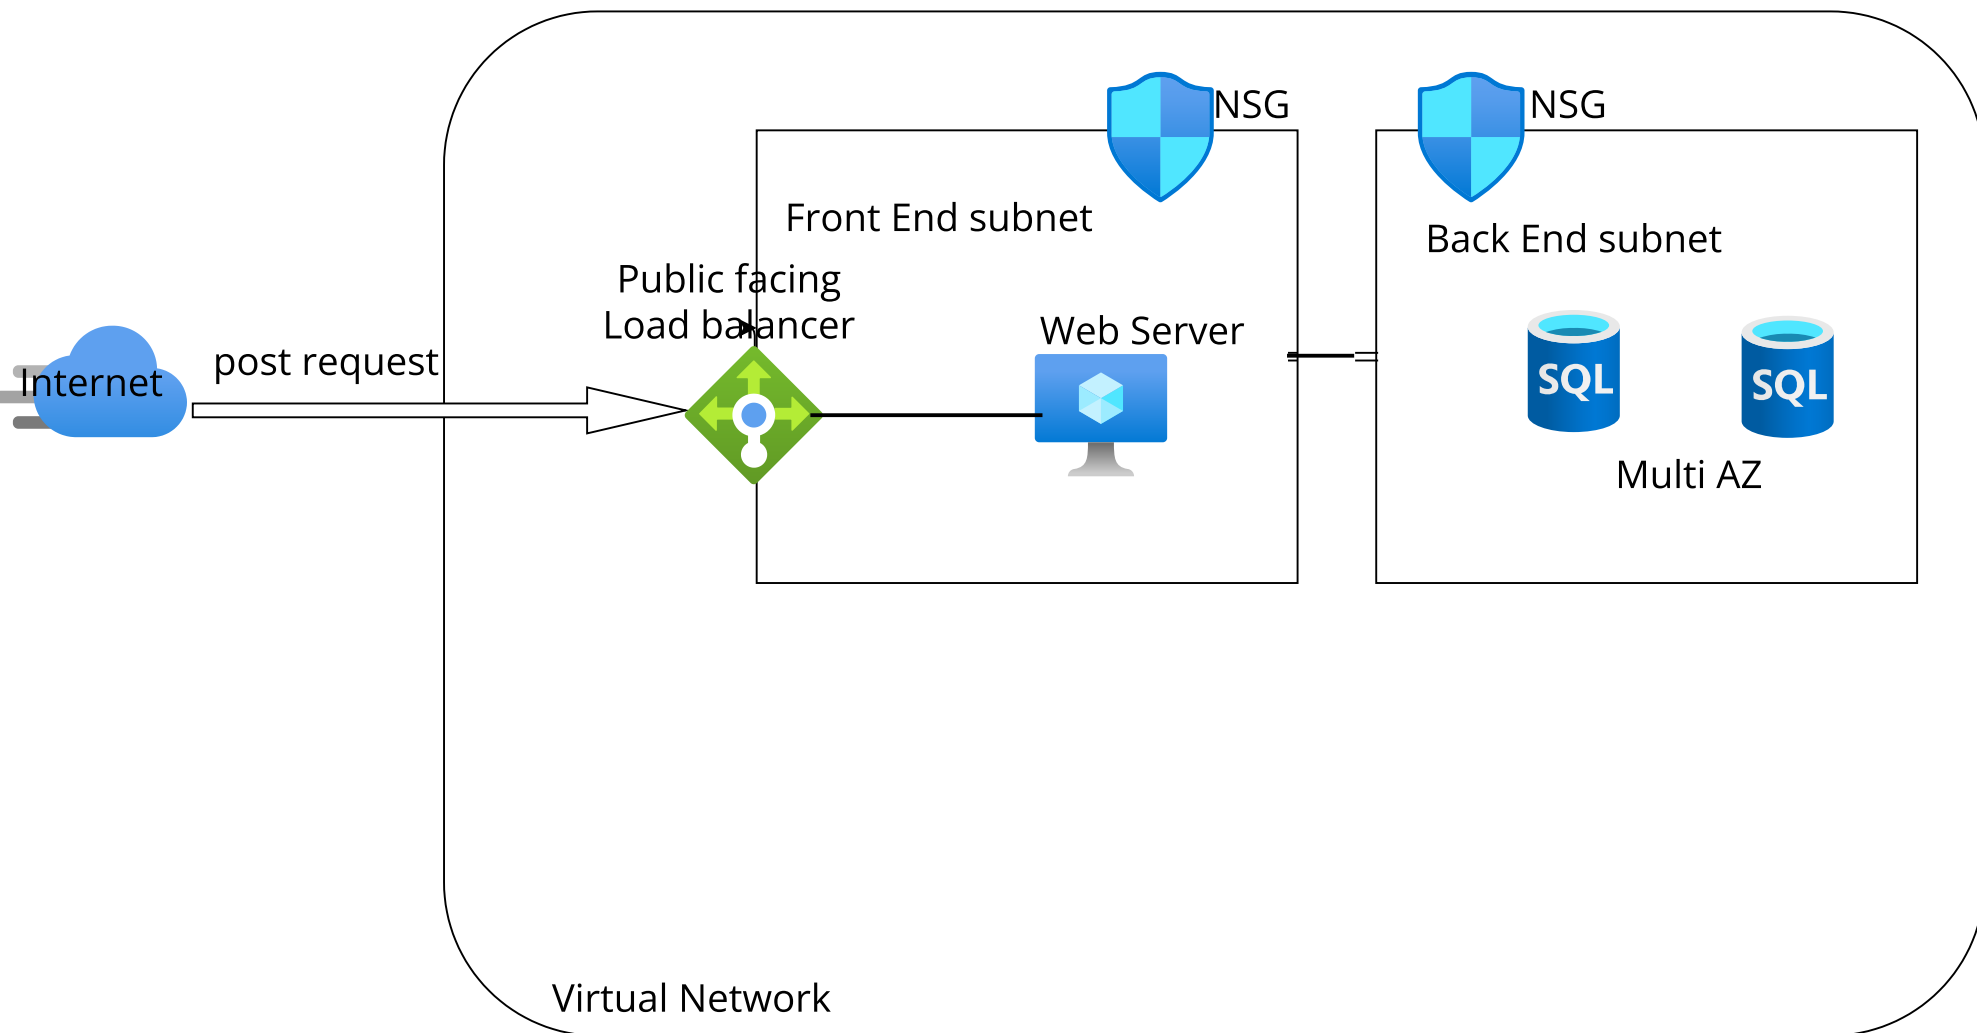 NSG
NSG
Front End subnet
Back End subnet
Public facing
Load balancer
Web Server
post request
Internet
SQL
SQL
Multi AZ
Virtual Network